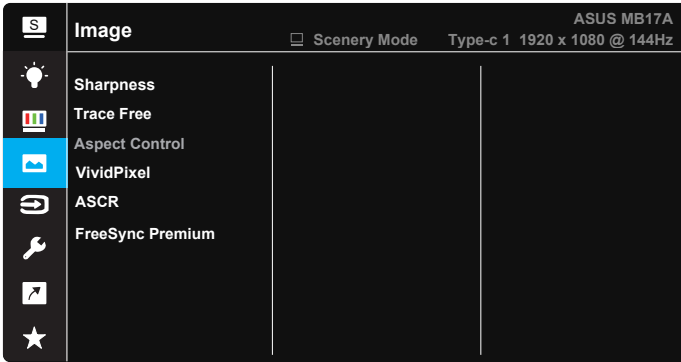 S
Image
ASUS MB17A
Scenery Mode Type-c 1 1920 x 1080 @ 144Hz
Sharpness
Trace Free
Aspect Control
VividPixel
ASCR
FreeSync Premium